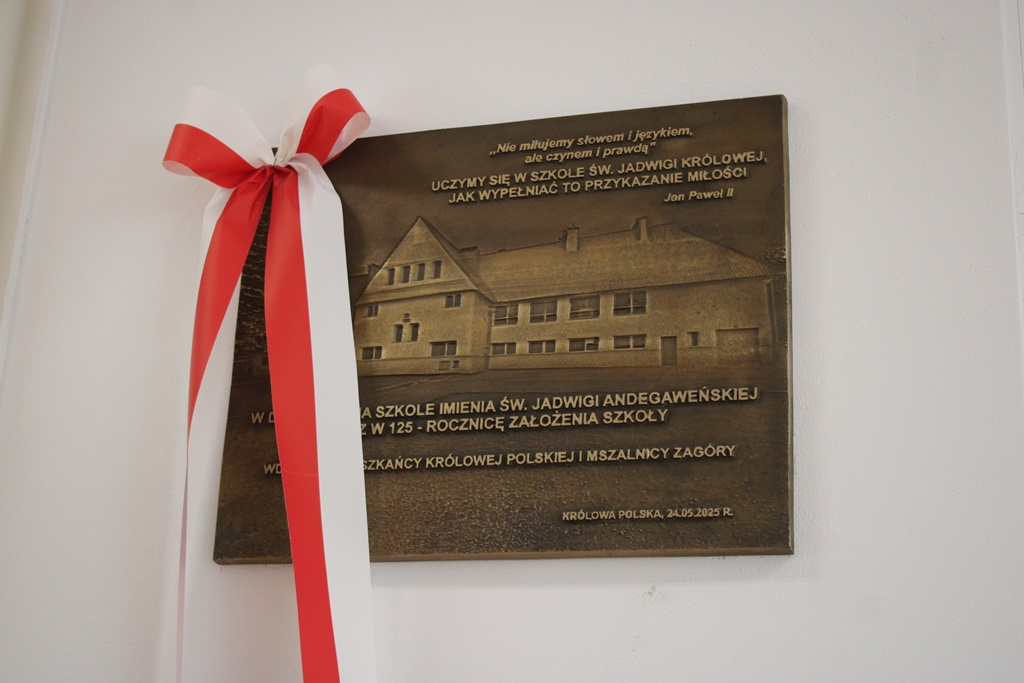 „Nie miłujemy słowem i językiem,
ale czynem i prawdą”
UCZYMY SIĘ W SZKOLE ŚW. JADWIGI KRÓLOWEJ,
JAK WYPEŁNIAĆ TO PRZYKAZANIE MIŁOŚCI
Jan Paweł II
W SZKOLE IMIENIA ŚW. JADWIGI ANDEGAWEŃSKIEJ
W 125 - ROCZNICĘ ZAŁOŻENIA SZKOŁY
KRÓLOWEJ POLSKIEJ I MSZALNICY ZAGÓRY
KRÓLOWA POLSKA, 24.05.2025 R.